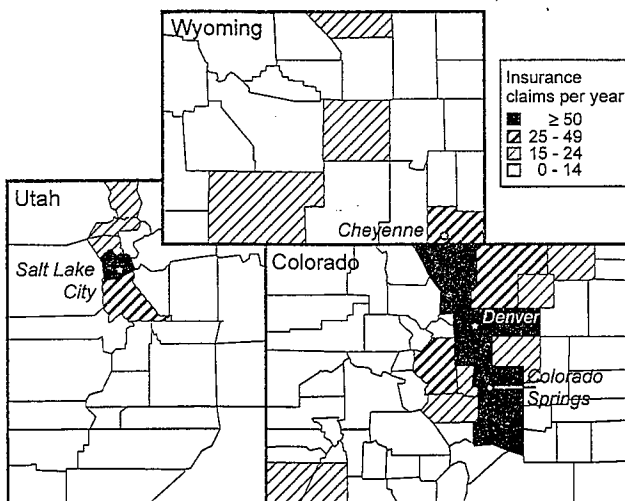 Wyoming
Insurance
claims per year
≥ 50
25 - 49
15 - 24
0 - 14
Utah
Cheyenne
Salt Lake
City
Colorado
Denver
Colorado
Springs